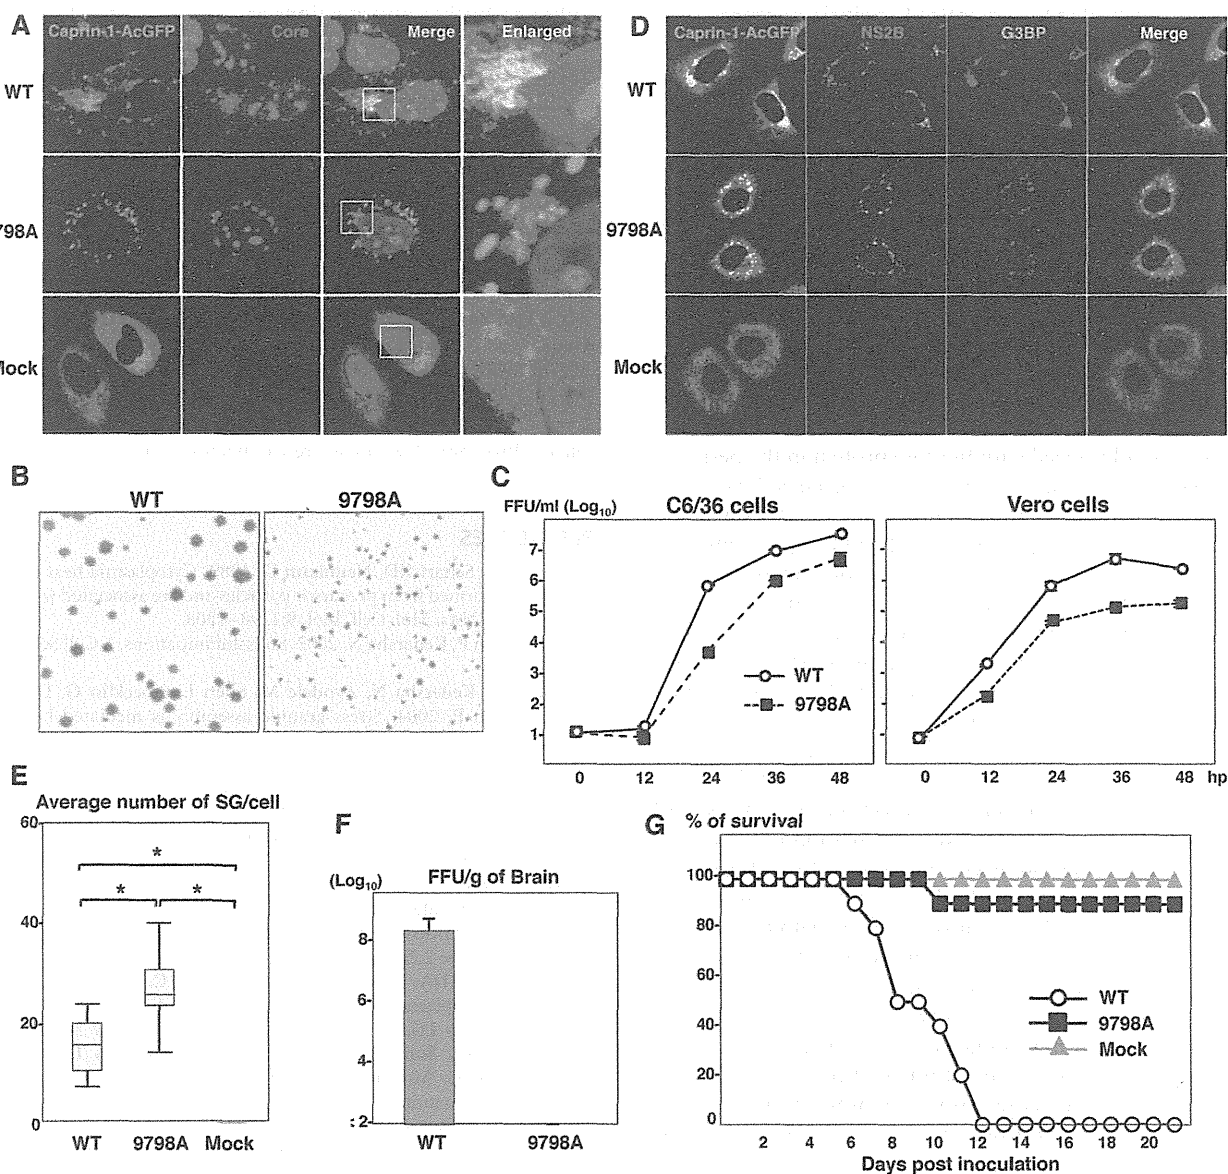 A
Caprin-1-AcGFP Core Merge Enlarged
WT
798A
Mock
D
Caprin-1-AcGFP NS2B G3BP Merge
WT
9798A
Mock
B
WT 9798A
C
FFU/ml (Log10) C6/36 cells Vero cells
7
6
5
4
3
2
1
WT
9798A
0 12 24 36 48
0 12 24 36 48 hp
E
Average number of SG/cell
60
40
20
0
* * *
WT 9798A Mock
F
(Log10) FFU/g of Brain
8
6
4
2
WT 9798A
G
% of survival
100
80
60
40
20
0
WT
9798A
Mock
2 4 6 8 10 12 14 16 18 20
Days post inoculation